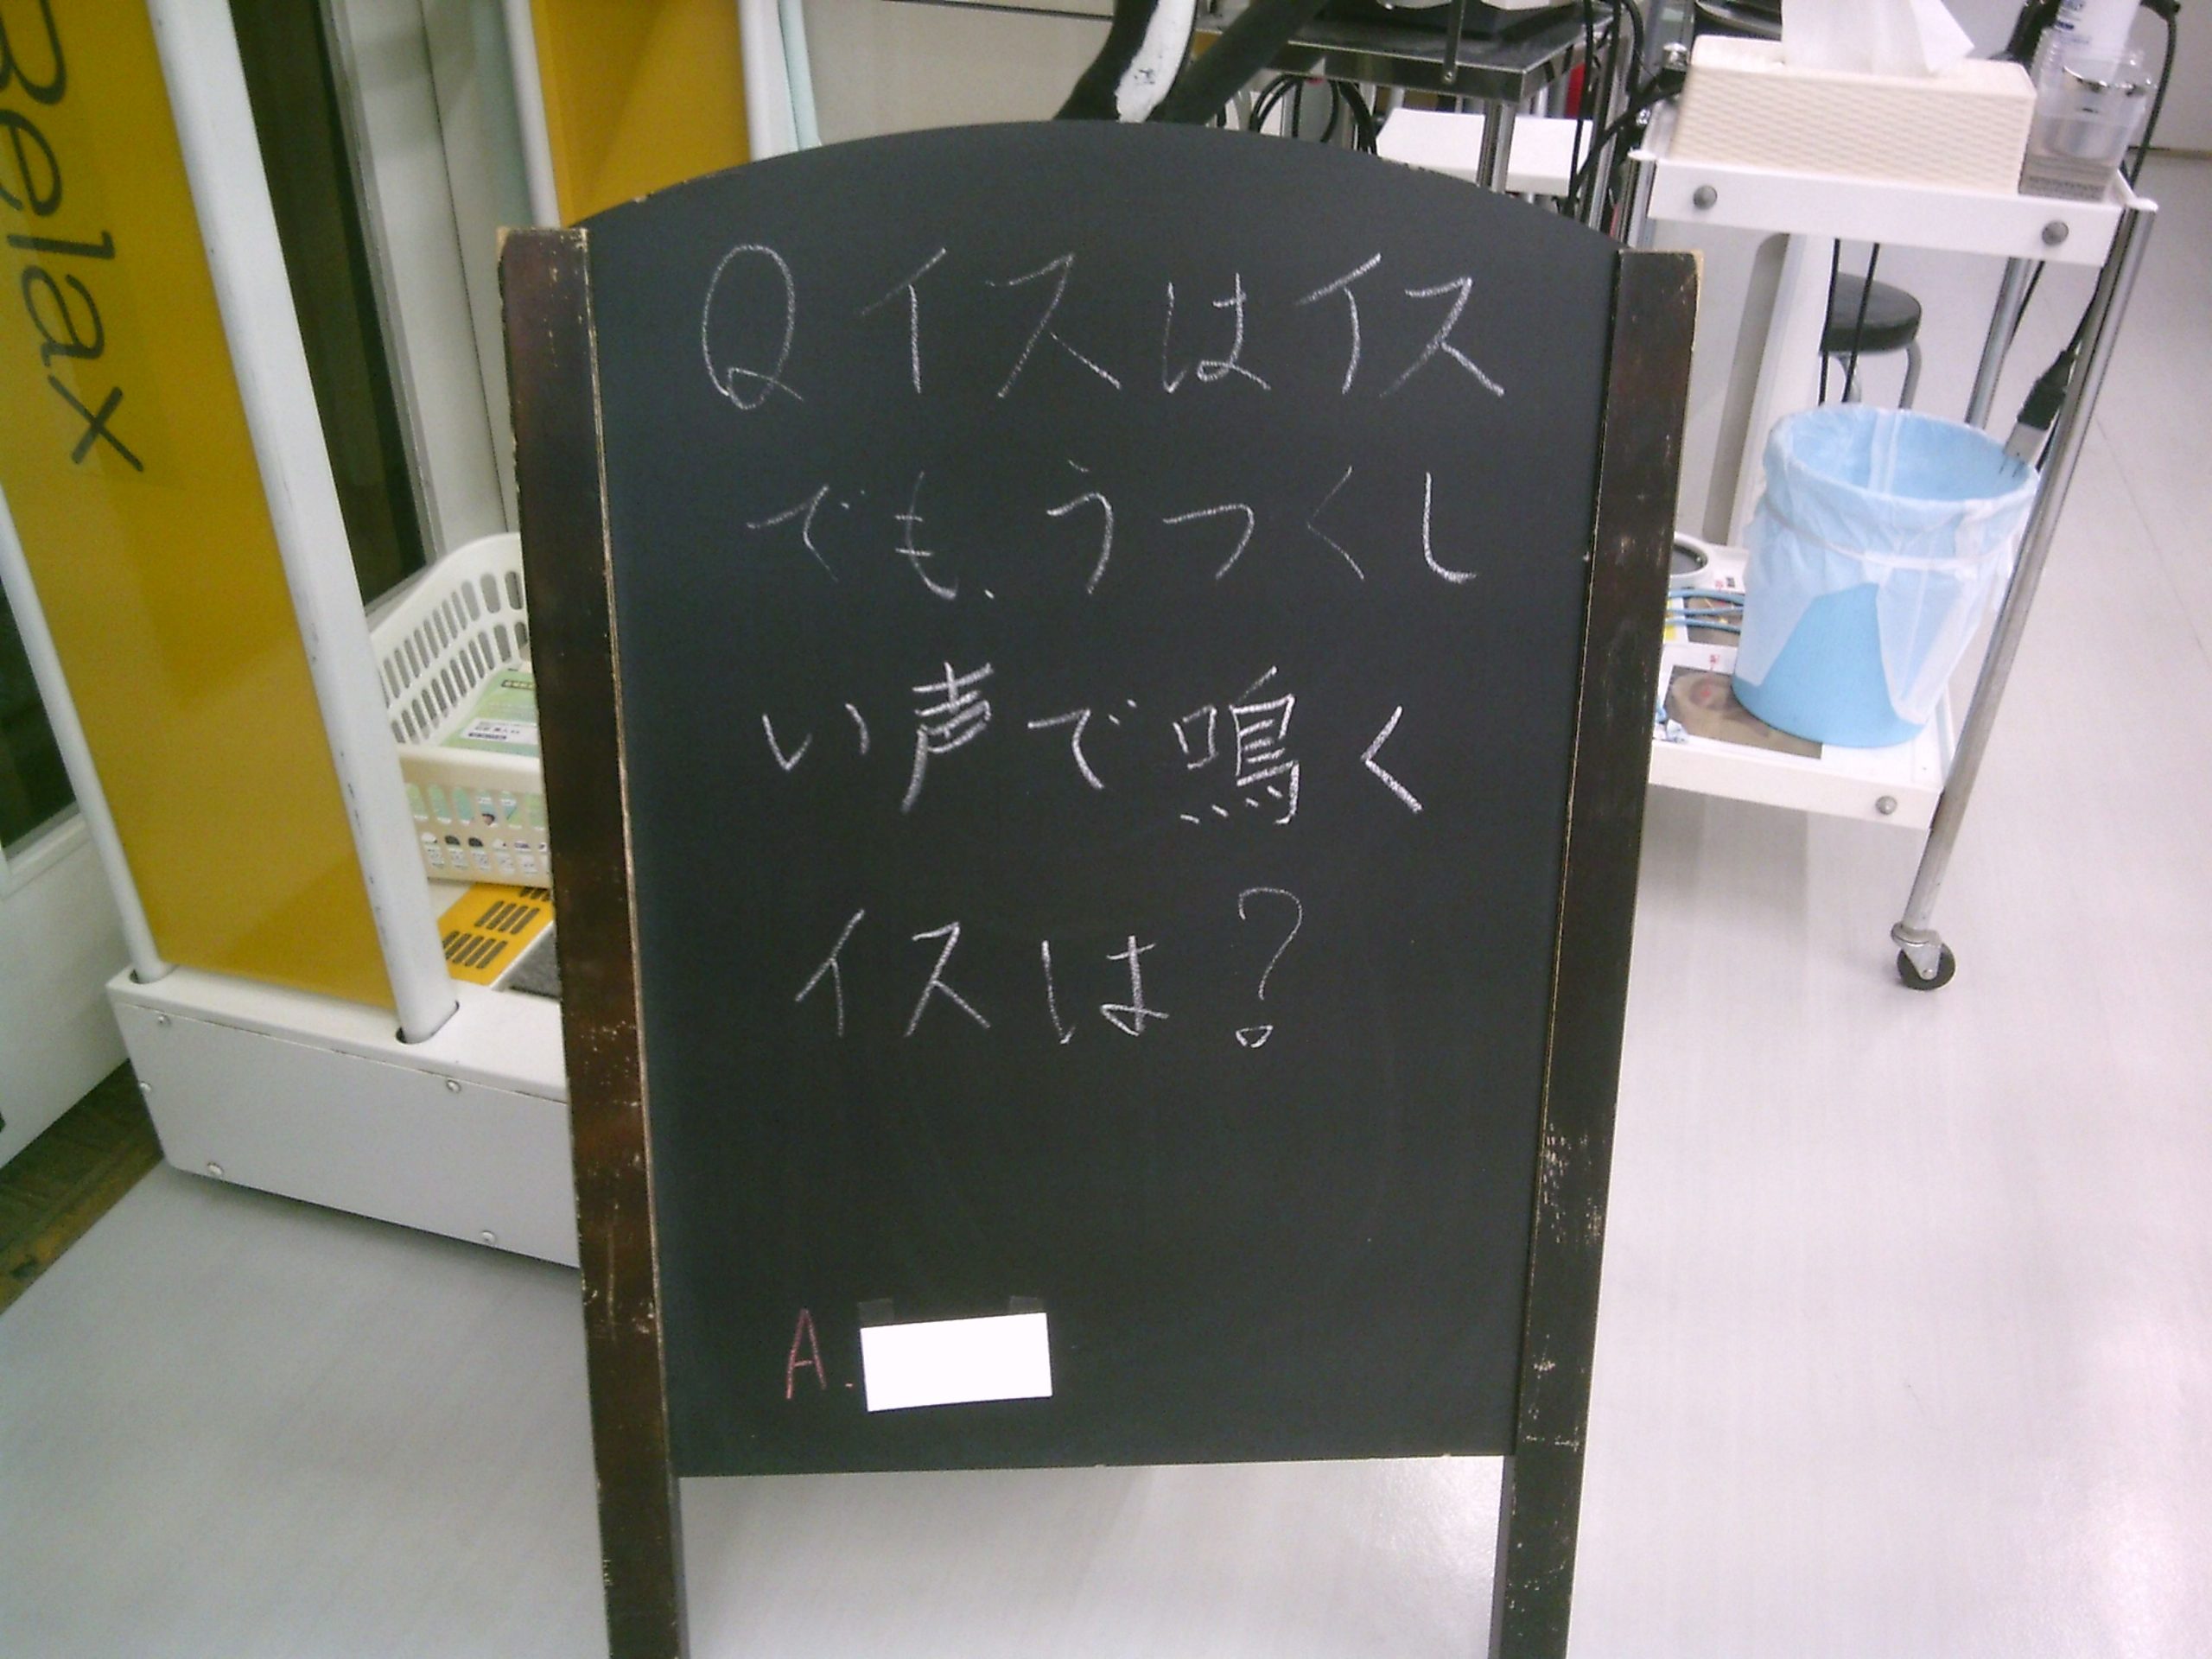 Belax
Q イスはイス
でも、うつくし
い声で鳴く
イスは?
A.